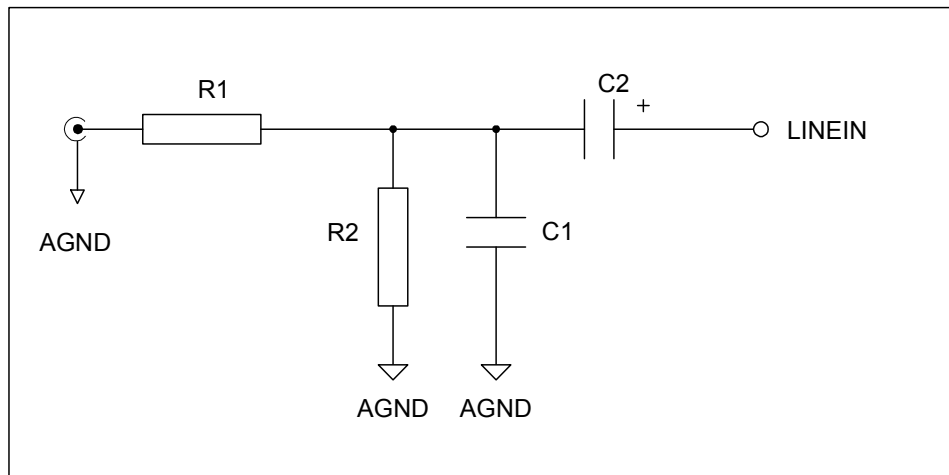 R1
C2
+
LINEIN
AGND
R2
C1
AGND
AGND